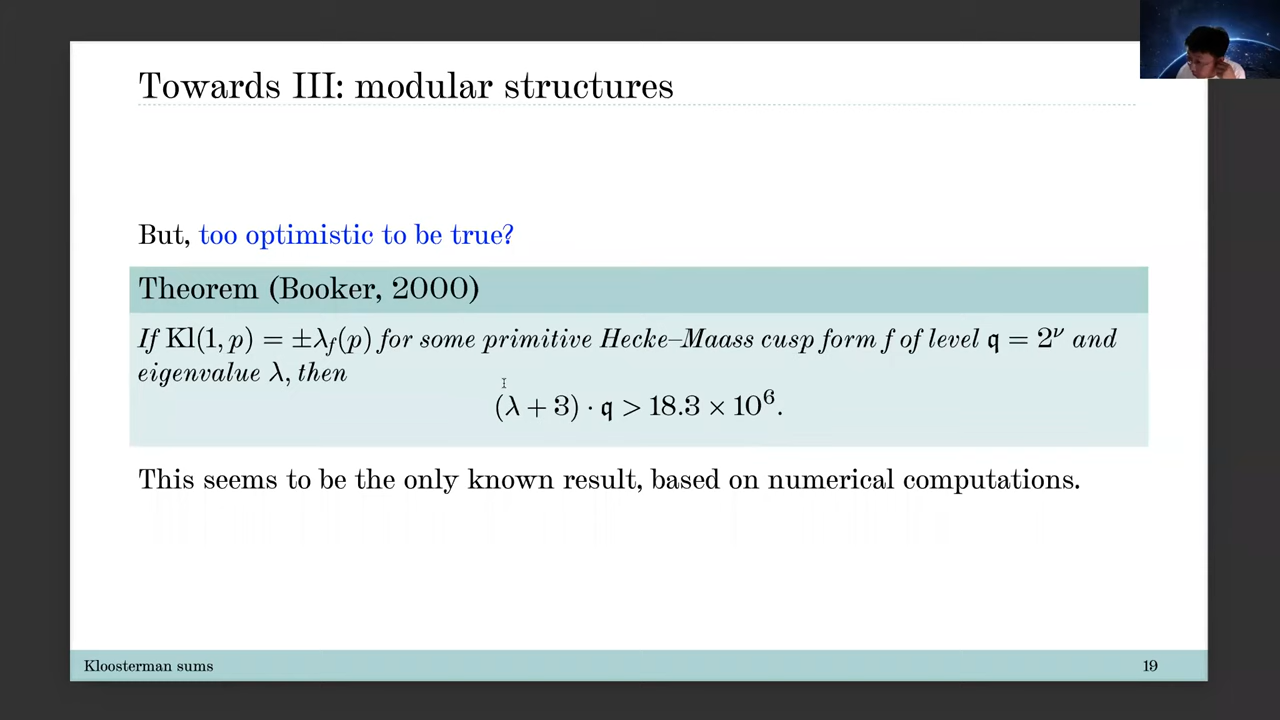 Towards III: modular structures
But, too optimistic to be true?
Theorem (Booker, 2000)
If Kl(1, p) = ±λ_f(p) for some primitive Hecke–Maass cusp form f of level 𝔮 = 2^ν and
eigenvalue λ, then
(λ + 3) · 𝔮 > 18.3 × 10^6.
This seems to be the only known result, based on numerical computations.
Kloosterman sums 19